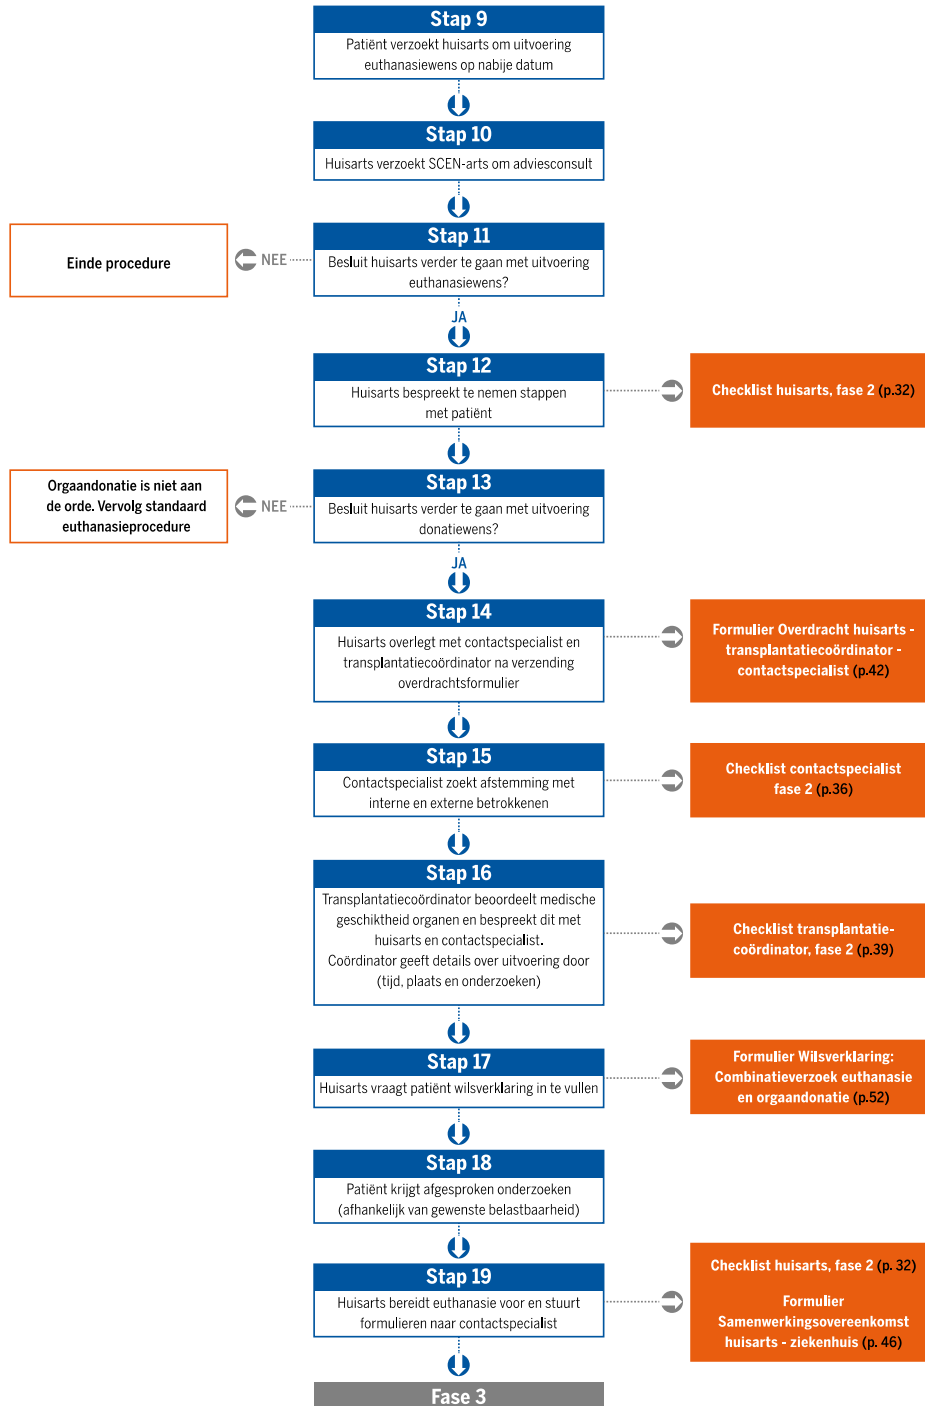 Stap 9
Patiënt verzoekt huisarts om uitvoering
euthanasiewens op nabije datum
Stap 10
Huisarts verzoekt SCEN-arts om adviesconsult
Stap 11
Besluit huisarts verder te gaan met uitvoering
euthanasiewens?
NEE
Einde procedure
JA
Stap 12
Huisarts bespreekt te nemen stappen
met patiënt
Checklist huisarts, fase 2 (p.32)
Stap 13
Besluit huisarts verder te gaan met uitvoering
donatiewens?
NEE
Orgaandonatie is niet aan
de orde. Vervolg standaard
euthanasieprocedure
JA
Stap 14
Huisarts overlegt met contactspecialist en
transplantatiecoördinator na verzending
overdrachtsformulier
Formulier Overdracht huisarts -
transplantatiecoördinator -
contactspecialist (p.42)
Stap 15
Contactspecialist zoekt afstemming met
interne en externe betrokkenen
Checklist contactspecialist
fase 2 (p.36)
Stap 16
Transplantatiecoördinator beoordeelt medische
geschiktheid organen en bespreekt dit met
huisarts en contactspecialist.
Coördinator geeft details over uitvoering door
(tijd, plaats en onderzoeken)
Checklist transplantatie-
coördinator, fase 2 (p.39)
Stap 17
Huisarts vraagt patiënt wilsverklaring in te vullen
Formulier Wilsverklaring:
Combinatieverzoek euthanasie
en orgaandonatie (p.52)
Stap 18
Patiënt krijgt afgesproken onderzoeken
(afhankelijk van gewenste belastbaarheid)
Stap 19
Huisarts bereidt euthanasie voor en stuurt
formulieren naar contactspecialist
Checklist huisarts, fase 2 (p. 32)
Formulier
Samenwerkingsovereenkomst
huisarts - ziekenhuis (p. 46)
Fase 3